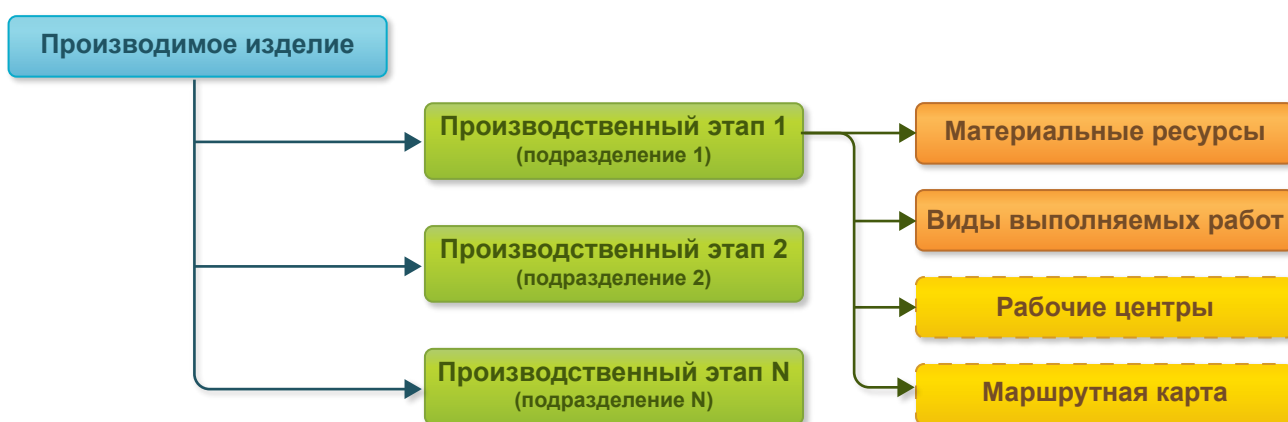 Производимое изделие
Производственный этап 1
(подразделение 1)
Материальные ресурсы
Виды выполняемых работ
Производственный этап 2
(подразделение 2)
Рабочие центры
Производственный этап N
(подразделение N)
Маршрутная карта